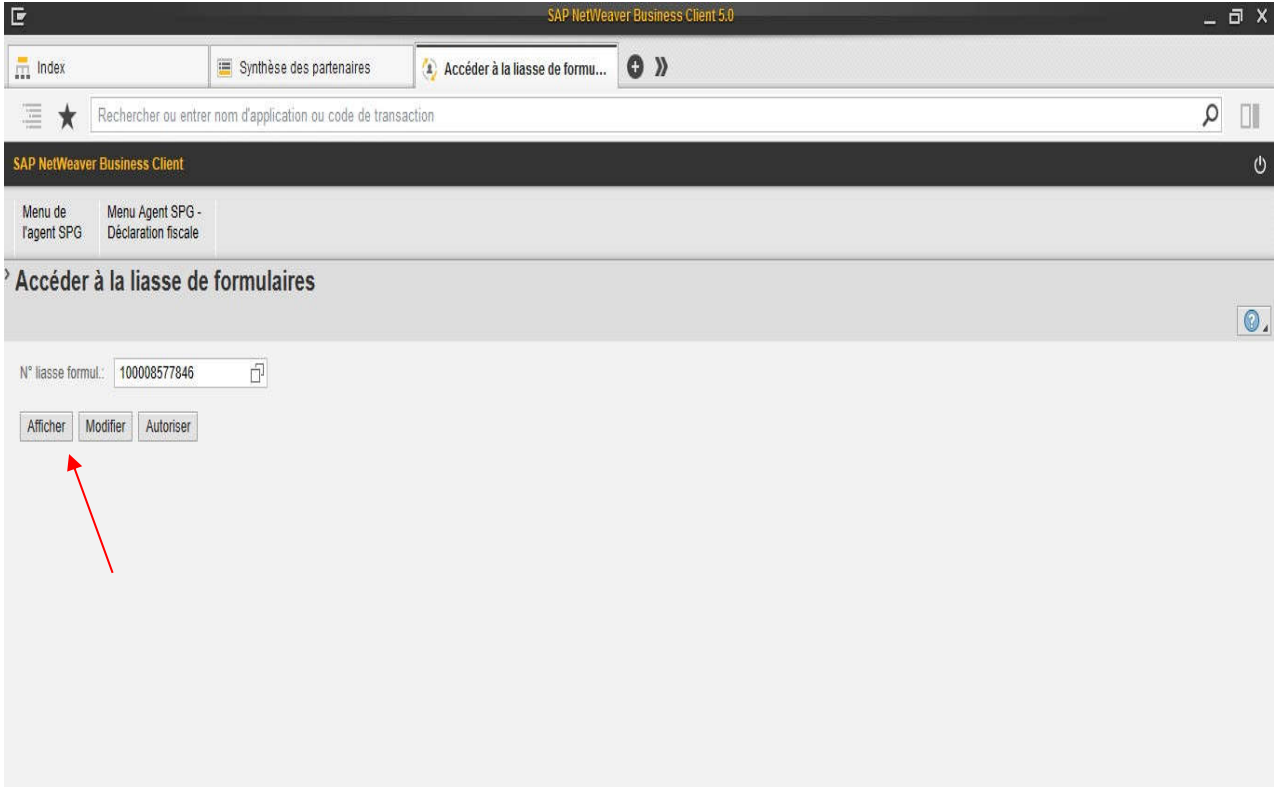 SAP NetWeaver Business Client 5.0
Index
Synthèse des partenaires
Accéder à la liasse de formu...
Rechercher ou entrer nom d'application ou code de transaction
SAP NetWeaver Business Client
Menu de
l'agent SPG
Menu Agent SPG -
Déclaration fiscale
Accéder à la liasse de formulaires
N° liasse formul.: 100008577846
Afficher Modifier Autoriser